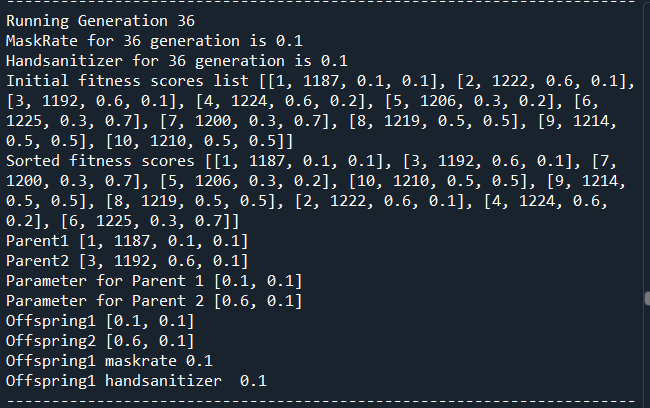 Running Generation 36
MaskRate for 36 generation is 0.1
Handsanitizer for 36 generation is 0.1
Initial fitness scores list [[1, 1187, 0.1, 0.1], [2, 1222, 0.6, 0.1],
[3, 1192, 0.6, 0.1], [4, 1224, 0.6, 0.2], [5, 1206, 0.3, 0.2], [6,
1225, 0.3, 0.7], [7, 1200, 0.3, 0.7], [8, 1219, 0.5, 0.5], [9, 1214,
0.5, 0.5], [10, 1210, 0.5, 0.5]]
Sorted fitness scores [[1, 1187, 0.1, 0.1], [3, 1192, 0.6, 0.1], [7,
1200, 0.3, 0.7], [5, 1206, 0.3, 0.2], [10, 1210, 0.5, 0.5], [9, 1214,
0.5, 0.5], [8, 1219, 0.5, 0.5], [2, 1222, 0.6, 0.1], [4, 1224, 0.6,
0.2], [6, 1225, 0.3, 0.7]]
Parent1 [1, 1187, 0.1, 0.1]
Parent2 [3, 1192, 0.6, 0.1]
Parameter for Parent 1 [0.1, 0.1]
Parameter for Parent 2 [0.6, 0.1]
Offspring1 [0.1, 0.1]
Offspring2 [0.6, 0.1]
Offspring1 maskrate 0.1
Offspring1 handsanitizer  0.1